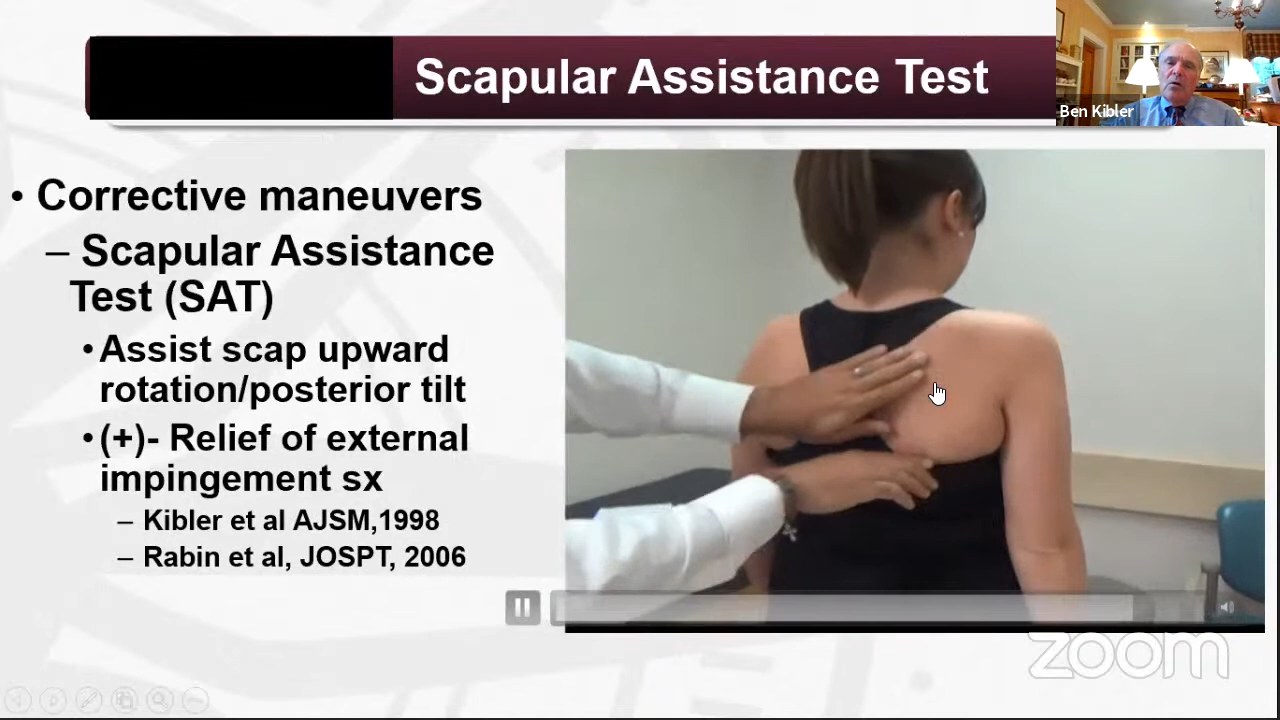 Scapular Assistance Test
Ben Kibler
• Corrective maneuvers
– Scapular Assistance
Test (SAT)
• Assist scap upward
rotation/posterior tilt
• (+)- Relief of external
impingement sx
– Kibler et al AJSM,1998
– Rabin et al, JOSPT, 2006
zoom